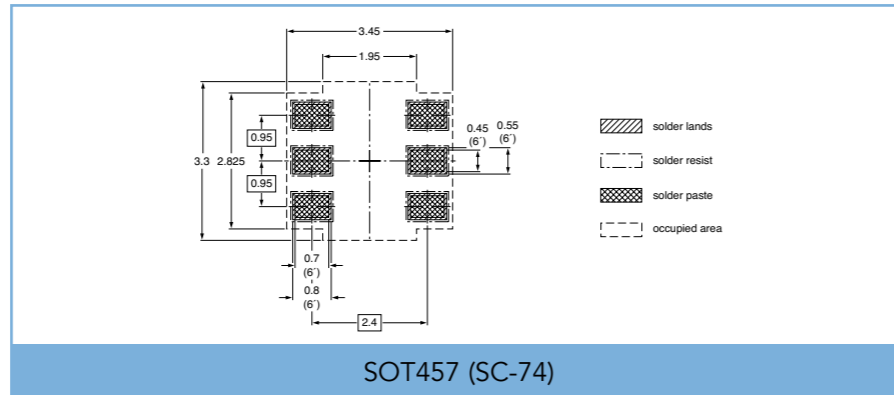 3.45
1.95
0.95
3.3 2.825
0.95
0.45
(6´)
0.55
(6´)
0.7
(6´)
0.8
(6´)
2.4
solder lands
solder resist
solder paste
occupied area
SOT457 (SC-74)